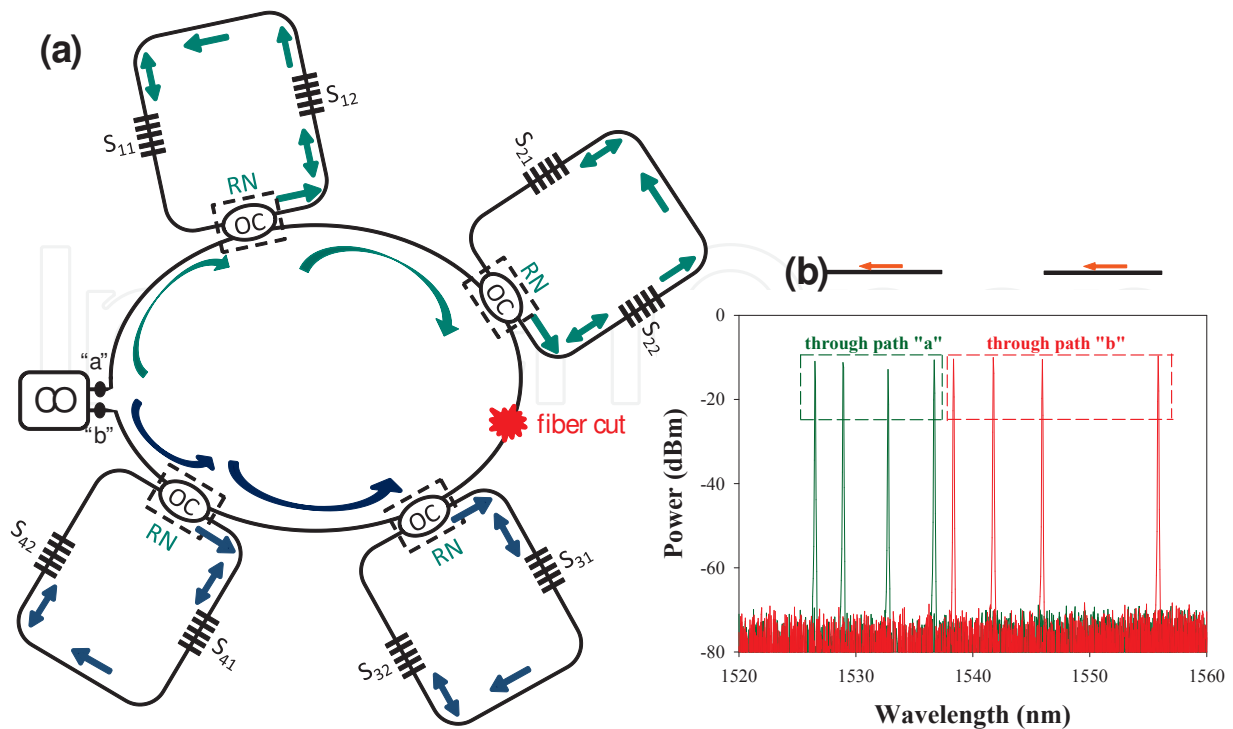 (a)
S11
S12
RN
OC
S21
S22
RN
OC
"a"
CO
"b"
fiber cut
OC
RN
S42
S41
OC
RN
S31
S32
(b)
through path "a"
through path "b"
0
-20
-40
-60
-80
Power (dBm)
1520
1530
1540
1550
1560
Wavelength (nm)